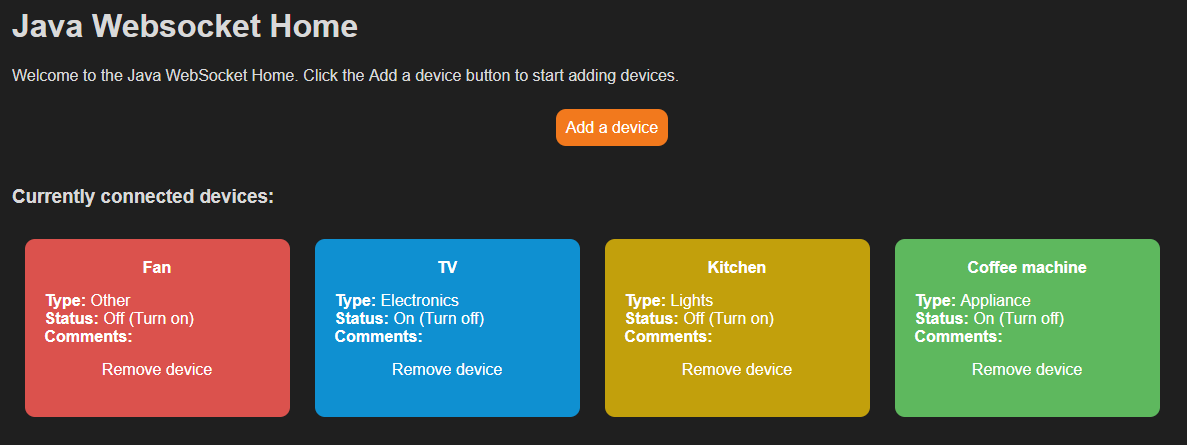 Java Websocket Home
Welcome to the Java WebSocket Home. Click the Add a device button to start adding devices.
Add a device
Currently connected devices:
Fan
Type: Other
Status: Off (Turn on)
Comments:
Remove device
TV
Type: Electronics
Status: On (Turn off)
Comments:
Remove device
Kitchen
Type: Lights
Status: Off (Turn on)
Comments:
Remove device
Coffee machine
Type: Appliance
Status: On (Turn off)
Comments:
Remove device